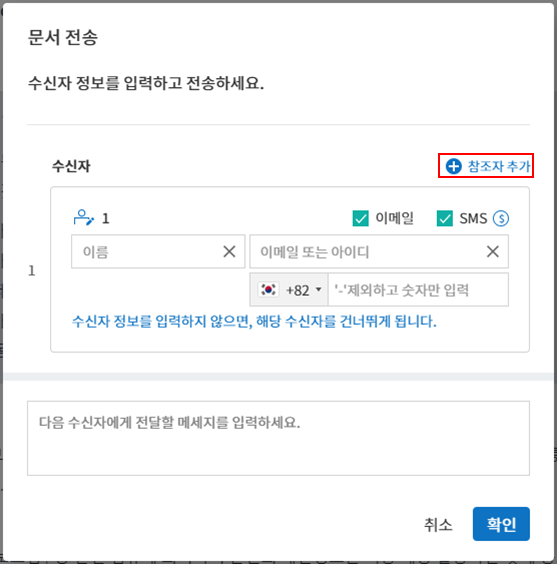 문서 전송
수신자 정보를 입력하고 전송하세요.
수신자
참조자 추가
1
1
이메일
SMS
이름
이메일 또는 아이디
+82
'-'제외하고 숫자만 입력
수신자 정보를 입력하지 않으면, 해당 수신자를 건너뛰게 됩니다.
다음 수신자에게 전달할 메세지를 입력하세요.
취소
확인